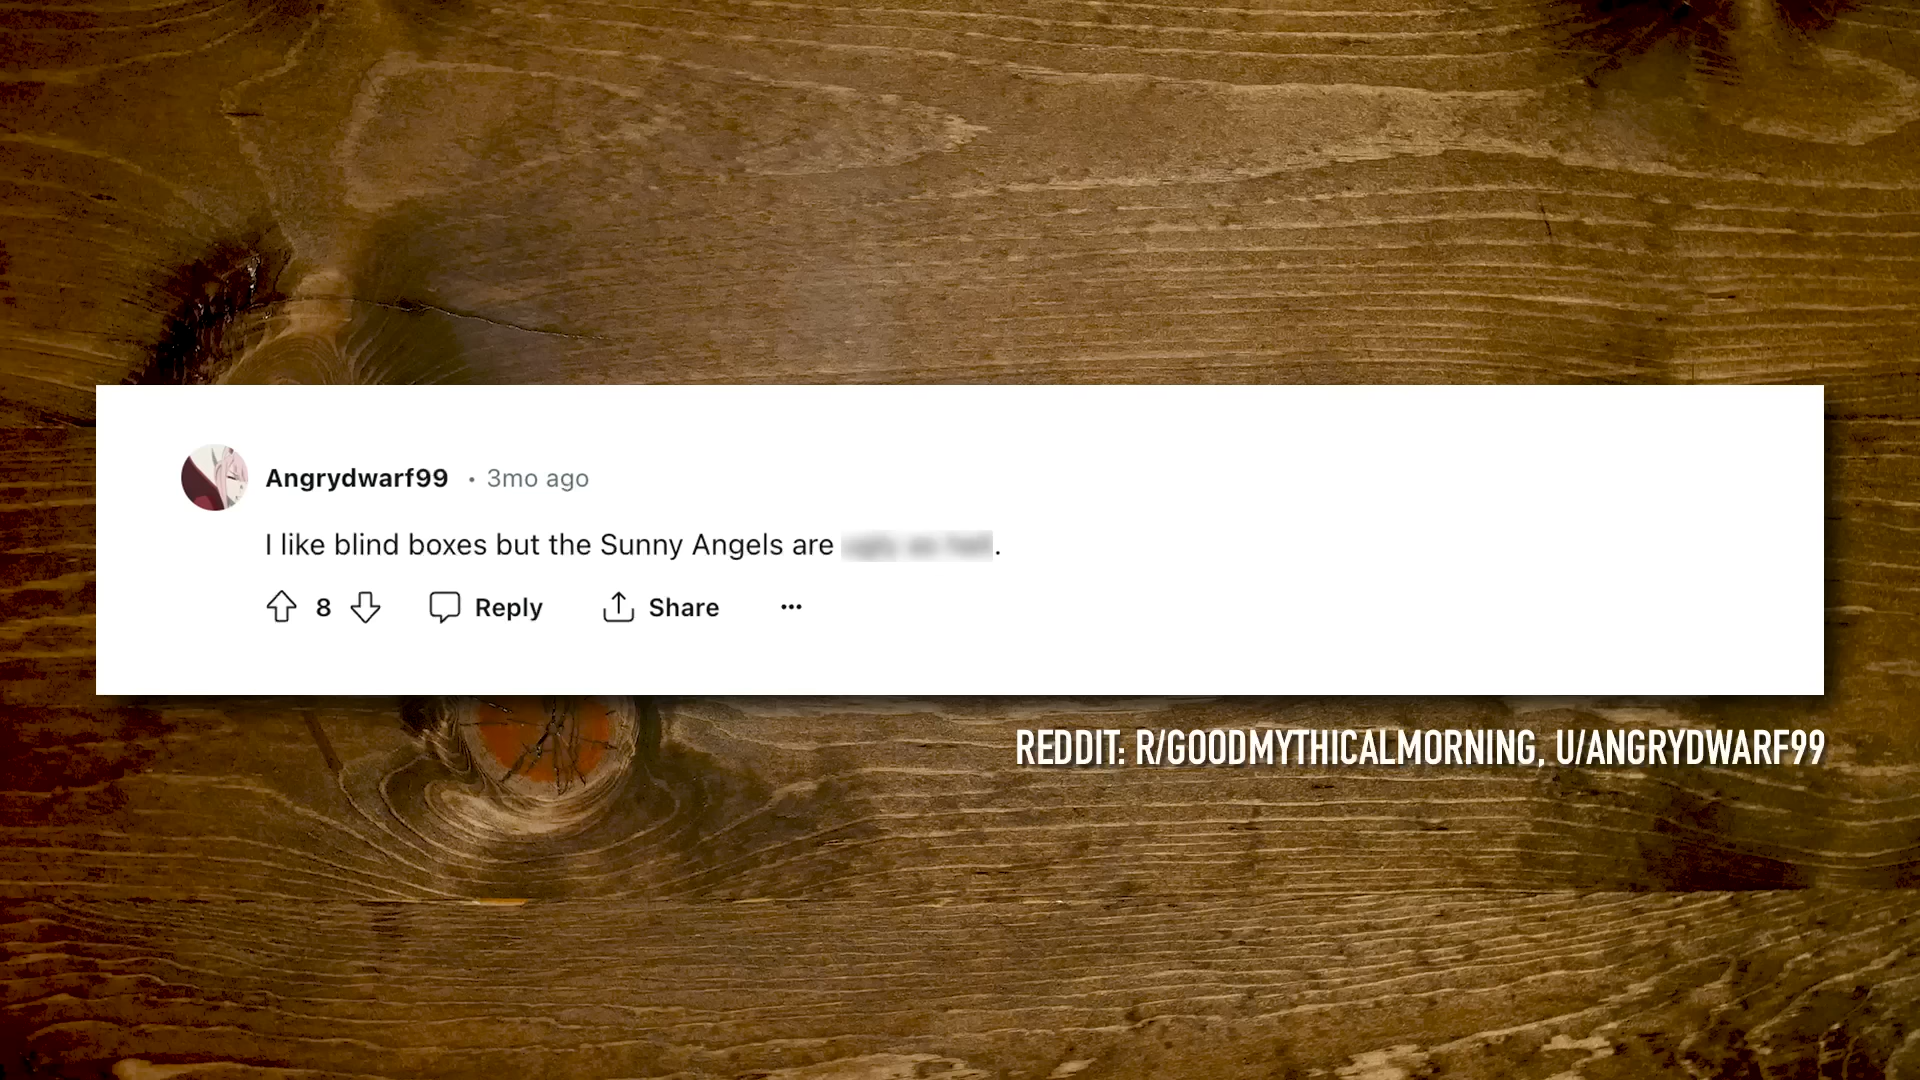 Angrydwarf99 • 3mo ago
I like blind boxes but the Sunny Angels are .
8 Reply Share ...
REDDIT: R/GOODMYTHICALMORNING, U/ANGRYDWARF99